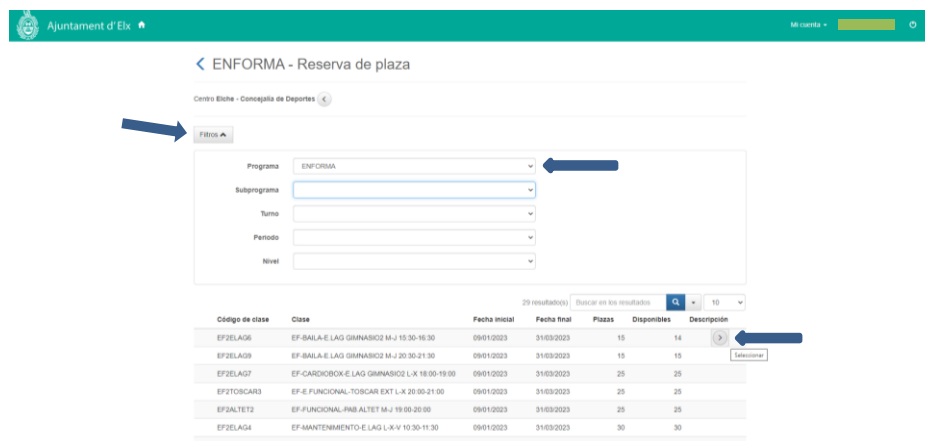 Ajuntament d'Elx Mi cuenta
ENFORMA - Reserva de plaza
Centro Elche - Concejalía de Deportes
Filtros
Programa ENFORMA
Subprograma
Turno
Periodo
Nivel
29 resultado(s) Buscar en los resultados 10
Código de clase Clase Fecha inicial Fecha final Plazas Disponibles Descripción
EF2ELAG6 EF-BAILA-E.LAG GIMNASIO2 M-J 15:30-16:30 09/01/2023 31/03/2023 15 14
Seleccionar
EF2ELAG9 EF-BAILA-E.LAG GIMNASIO2 M-J 20:30-21:30 09/01/2023 31/03/2023 15 15
EF2ELAG7 EF-CARDIOBOX-E.LAG GIMNASIO2 L-X 18:00-19:00 09/01/2023 31/03/2023 25 25
EF2TOSCAR3 EF-E.FUNCIONAL-TOSCAR EXT L-X 20:00-21:00 09/01/2023 31/03/2023 25 25
EF2ALTET2 EF-FUNCIONAL-PAB.ALTET M-J 19:00-20:00 09/01/2023 31/03/2023 25 25
EF2ELAG4 EF-MANTENIMIENTO-E.LAG L-X-V 10:30-11:30 09/01/2023 31/03/2023 30 30